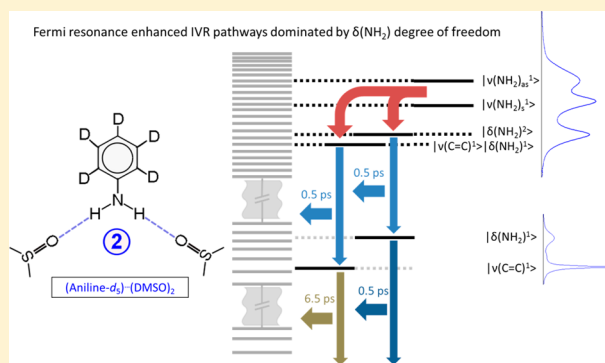 Fermi resonance enhanced IVR pathways dominated by δ(NH₂) degree of freedom
|ν(NH₂)ₐₛ¹>
|ν(NH₂)ₛ¹>
|δ(NH₂)²>
|ν(C=C)¹>|δ(NH₂)¹>
0.5 ps
0.5 ps
|δ(NH₂)¹>
|ν(C=C)¹>
6.5 ps
0.5 ps
D
D
D
D
D
H
N
H
O
S
2
O
S
(Aniline-d₅)–(DMSO)₂